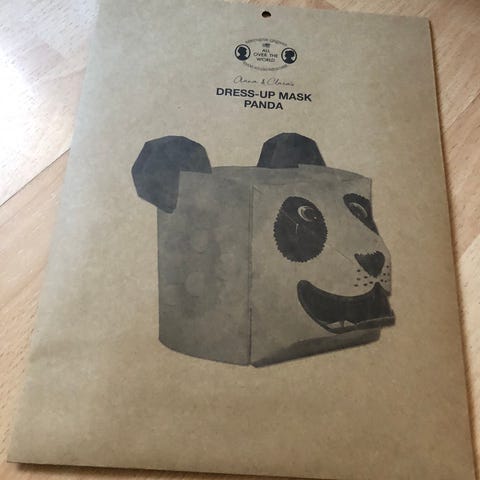 ALL
OVER THE
WORLD
Anna & Clara's
DRESS-UP MASK
PANDA